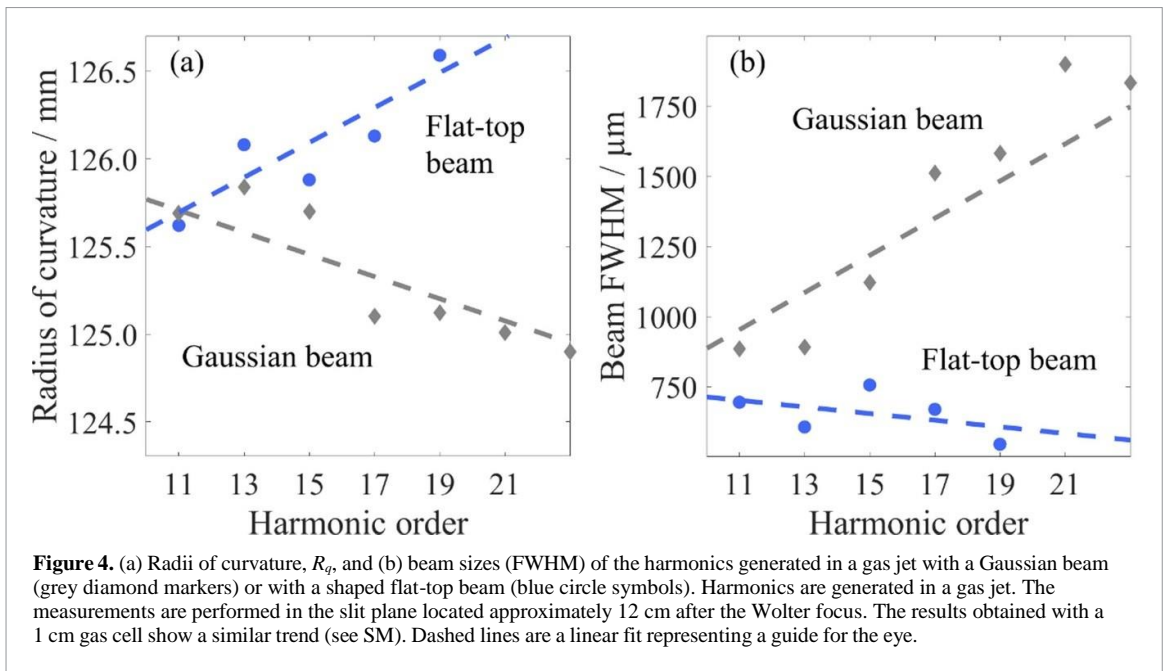 (a)
126.5
126.0
125.5
125.0
124.5
Radius of curvature / mm
Flat-top
beam
Gaussian beam
11 13 15 17 19 21
Harmonic order
(b)
1750
1500
1250
1000
750
Beam FWHM / μm
Gaussian beam
Flat-top beam
11 13 15 17 19 21
Harmonic order
Figure 4. (a) Radii of curvature, Rq, and (b) beam sizes (FWHM) of the harmonics generated in a gas jet with a Gaussian beam
(grey diamond markers) or with a shaped flat-top beam (blue circle symbols). Harmonics are generated in a gas jet. The
measurements are performed in the slit plane located approximately 12 cm after the Wolter focus. The results obtained with a
1 cm gas cell show a similar trend (see SM). Dashed lines are a linear fit representing a guide for the eye.